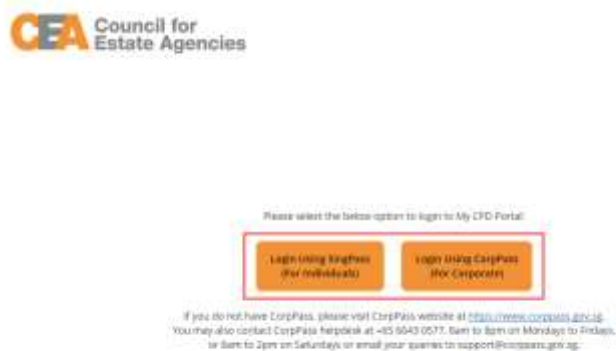 CEA
Council for
Estate Agencies
Please select the below option to login to My CPD Portal
Login Using SingPass
(For Individuals)
Login Using CorpPass
(For Corporate)
If you do not have CorpPass, please visit CorpPass website at https://www.corppass.gov.sg.
You may also contact CorpPass helpdesk at +65 6643 0577, 8am to 8pm on Mondays to Fridays,
or 8am to 2pm on Saturdays or email your queries to support@corppass.gov.sg.